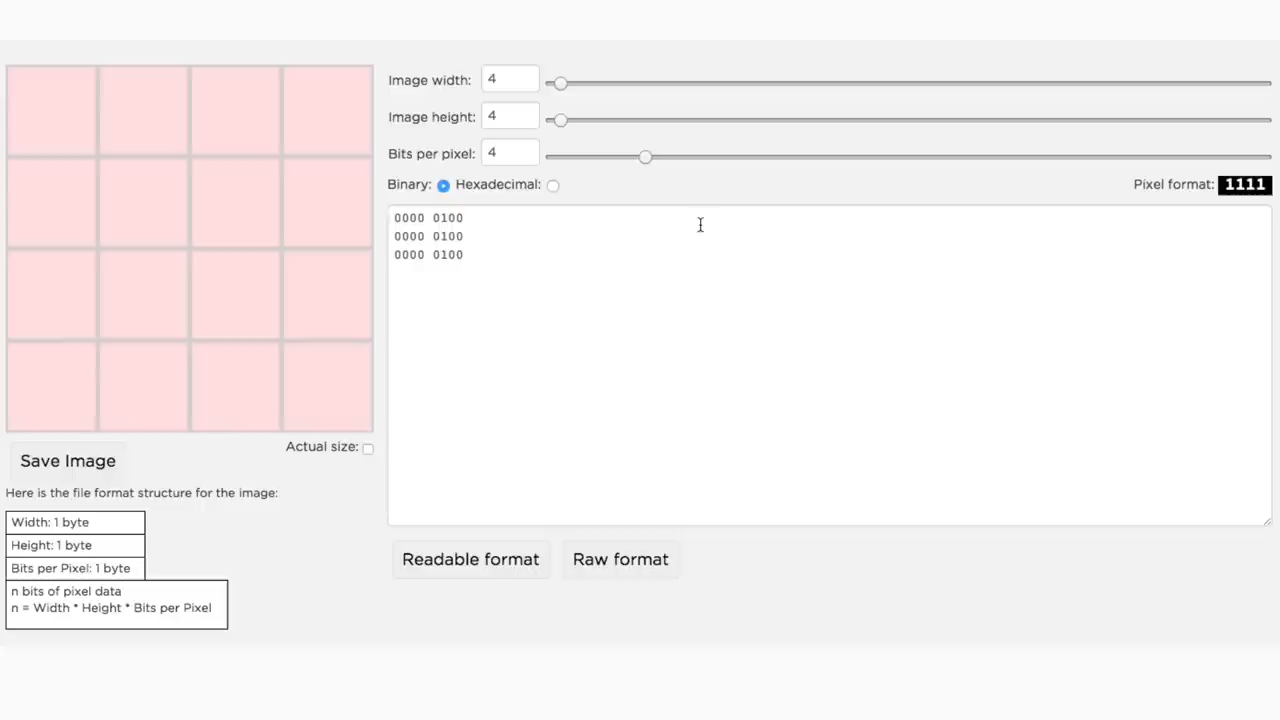 Image width: 4
Image height: 4
Bits per pixel: 4
Binary: Hexadecimal: Pixel format: 1111
0000 0100
0000 0100
0000 0100
Actual size:
Save Image
Here is the file format structure for the image:
Width: 1 byte
Height: 1 byte
Bits per Pixel: 1 byte
n bits of pixel data
n = Width * Height * Bits per Pixel
Readable format Raw format